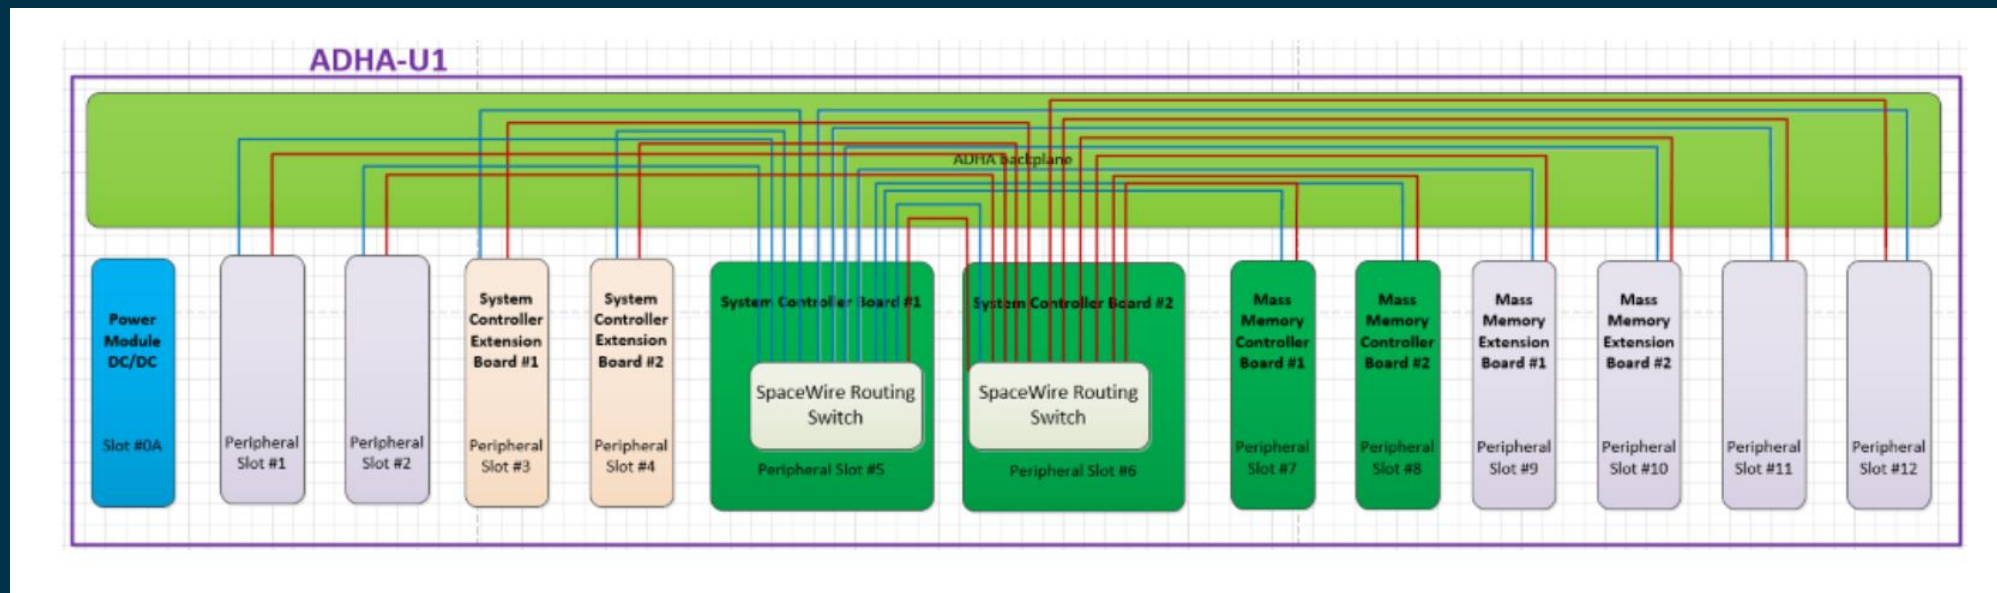 ADHA-U1
ADHA backplane
Power
Module
DC/DC
Slot #0A
Peripheral
Slot #1
Peripheral
Slot #2
System
Controller
Extension
Board #1
Peripheral
Slot #3
System
Controller
Extension
Board #2
Peripheral
Slot #4
System Controller Board #1
SpaceWire Routing
Switch
Peripheral Slot #5
System Controller Board #2
SpaceWire Routing
Switch
Peripheral Slot #6
Mass
Memory
Controller
Board #1
Peripheral
Slot #7
Mass
Memory
Controller
Board #2
Peripheral
Slot #8
Mass
Memory
Extension
Board #1
Peripheral
Slot #9
Mass
Memory
Extension
Board #2
Peripheral
Slot #10
Peripheral
Slot #11
Peripheral
Slot #12